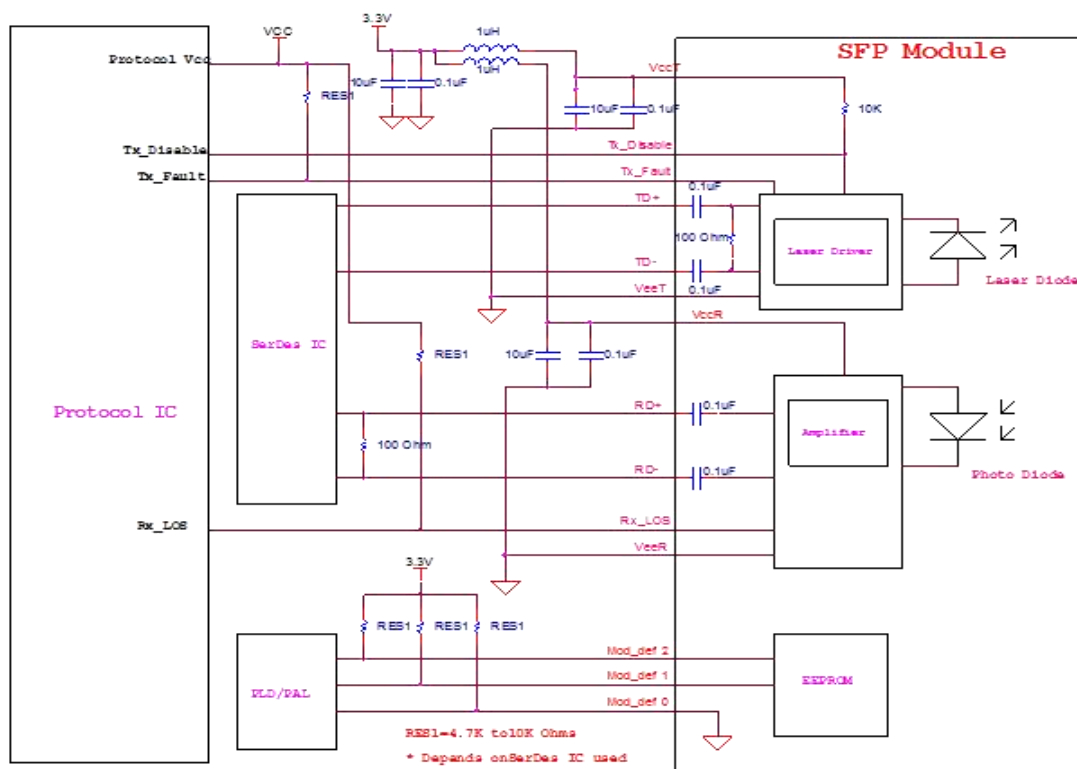 3.3V
VCC
1uH
SFP Module
Protocol Vcc
VccT
1uH
10uF
0.1uF
RES1
10uF
0.1uF
10K
Tx_Disable
Tx_Disable
Tx_Fault
Tx_Fault
0.1uF
TD+
100 Ohm
Laser Driver
TD-
Laser Diode
VeeT
0.1uF
VccR
SerDes IC
RES1
10uF
0.1uF
Protocol IC
RD+
0.1uF
Amplifier
100 Ohm
RD-
0.1uF
Photo Diode
Rx_LOS
Rx_LOS
VeeR
3.3V
RES1
RES1
RES1
Mod_def 2
Mod_def 1
PLD/PAL
EEPROM
Mod_def 0
RES1=4.7K to10K Ohms
* Depends onSerDes IC used